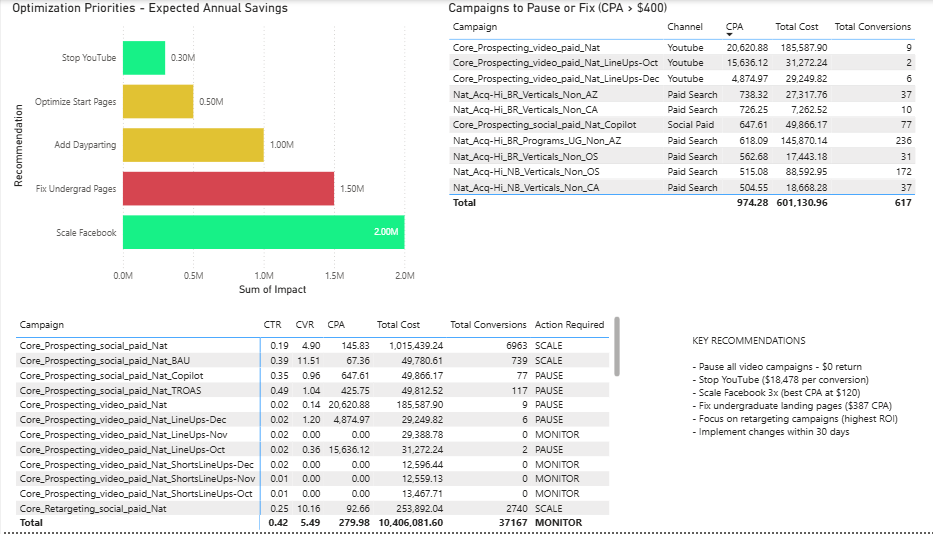 Optimization Priorities - Expected Annual Savings
Recommendation
Stop YouTube 0.30M
Optimize Start Pages 0.50M
Add Dayparting 1.00M
Fix Undergrad Pages 1.50M
Scale Facebook 2.00M
0.0M 0.5M 1.0M 1.5M 2.0M
Sum of Impact
Campaigns to Pause or Fix (CPA > $400)
Campaign Channel CPA Total Cost Total Conversions
Core_Prospecting_video_paid_Nat Youtube 20,620.88 185,587.90 9
Core_Prospecting_video_paid_Nat_LineUps-Oct Youtube 15,636.12 31,272.24 2
Core_Prospecting_video_paid_Nat_LineUps-Dec Youtube 4,874.97 29,249.82 6
Nat_Acq-Hi_BR_Verticals_Non_AZ Paid Search 738.32 27,317.76 37
Nat_Acq-Hi_BR_Verticals_Non_CA Paid Search 726.25 7,262.52 10
Core_Prospecting_social_paid_Nat_Copilot Social Paid 647.61 49,866.17 77
Nat_Acq-Hi_BR_Programs_UG_Non_AZ Paid Search 618.09 145,870.14 236
Nat_Acq-Hi_BR_Verticals_Non_OS Paid Search 562.68 17,443.18 31
Nat_Acq-Hi_NB_Verticals_Non_OS Paid Search 515.08 88,592.95 172
Nat_Acq-Hi_NB_Verticals_Non_CA Paid Search 504.55 18,668.28 37
Total 974.28 601,130.96 617
Campaign CTR CVR CPA Total Cost Total Conversions Action Required
Core_Prospecting_social_paid_Nat 0.19 4.90 145.83 1,015,439.24 6963 SCALE
Core_Prospecting_social_paid_Nat_BAU 0.39 11.51 67.36 49,780.61 739 SCALE
Core_Prospecting_social_paid_Nat_Copilot 0.35 0.96 647.61 49,866.17 77 PAUSE
Core_Prospecting_social_paid_Nat_TROAS 0.49 1.04 425.75 49,812.52 117 PAUSE
Core_Prospecting_video_paid_Nat 0.02 0.14 20,620.88 185,587.90 9 PAUSE
Core_Prospecting_video_paid_Nat_LineUps-Dec 0.02 1.20 4,874.97 29,249.82 6 PAUSE
Core_Prospecting_video_paid_Nat_LineUps-Nov 0.02 0.00 0.00 29,388.78 0 MONITOR
Core_Prospecting_video_paid_Nat_LineUps-Oct 0.02 0.36 15,636.12 31,272.24 2 PAUSE
Core_Prospecting_video_paid_Nat_ShortsLineUps-Dec 0.02 0.00 0.00 12,596.44 0 MONITOR
Core_Prospecting_video_paid_Nat_ShortsLineUps-Nov 0.01 0.00 0.00 12,559.13 0 MONITOR
Core_Prospecting_video_paid_Nat_ShortsLineUps-Oct 0.01 0.00 0.00 13,467.71 0 MONITOR
Core_Retargeting_social_paid_Nat 0.25 10.16 92.66 253,892.04 2740 SCALE
Total 0.42 5.49 279.98 10,406,081.60 37167 MONITOR
KEY RECOMMENDATIONS
- Pause all video campaigns - $0 return
- Stop YouTube ($18,478 per conversion)
- Scale Facebook 3x (best CPA at $120)
- Fix undergraduate landing pages ($387 CPA)
- Focus on retargeting campaigns (highest ROI)
- Implement changes within 30 days